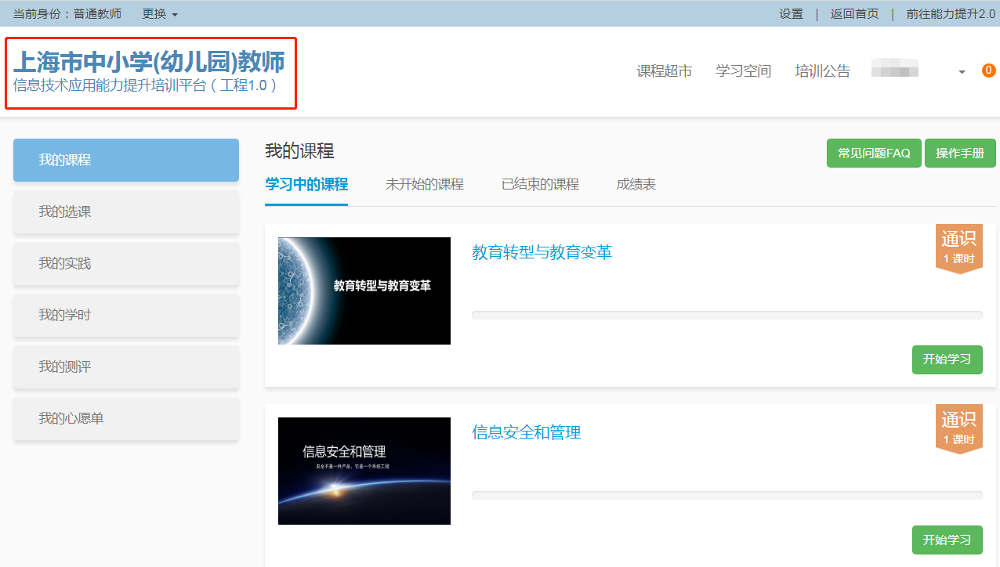 当前身份：普通教师 更换 设置 | 返回首页 | 前往能力提升2.0
上海市中小学(幼儿园)教师
信息技术应用能力提升培训平台（工程1.0）
课程超市 学习空间 培训公告 0
我的课程
我的选课
我的实践
我的学时
我的测评
我的心愿单
我的课程
常见问题FAQ 操作手册
学习中的课程 未开始的课程 已结束的课程 成绩表
教育转型与教育变革
教育转型与教育变革
通识
1 课时
开始学习
信息安全和管理
安全不是一件产品，它是一个系统工程
信息安全和管理
通识
1 课时
开始学习